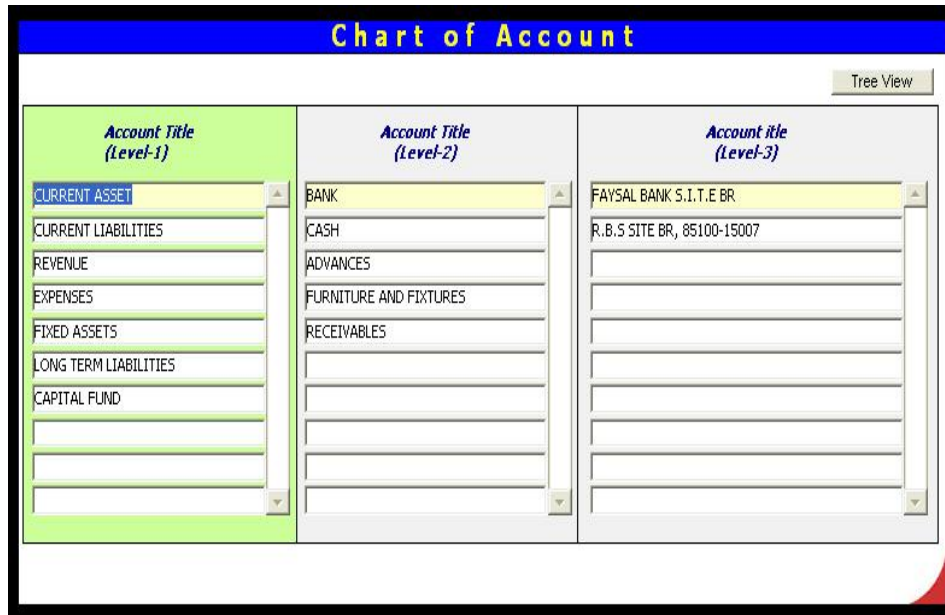 Chart of Account
Tree View
Account Title
(Level-1)
CURRENT ASSET
CURRENT LIABILITIES
REVENUE
EXPENSES
FIXED ASSETS
LONG TERM LIABILITIES
CAPITAL FUND
Account Title
(Level-2)
BANK
CASH
ADVANCES
FURNITURE AND FIXTURES
RECEIVABLES
Account itle
(Level-3)
FAYSAL BANK S.I.T.E BR
R.B.S SITE BR, 85100-15007